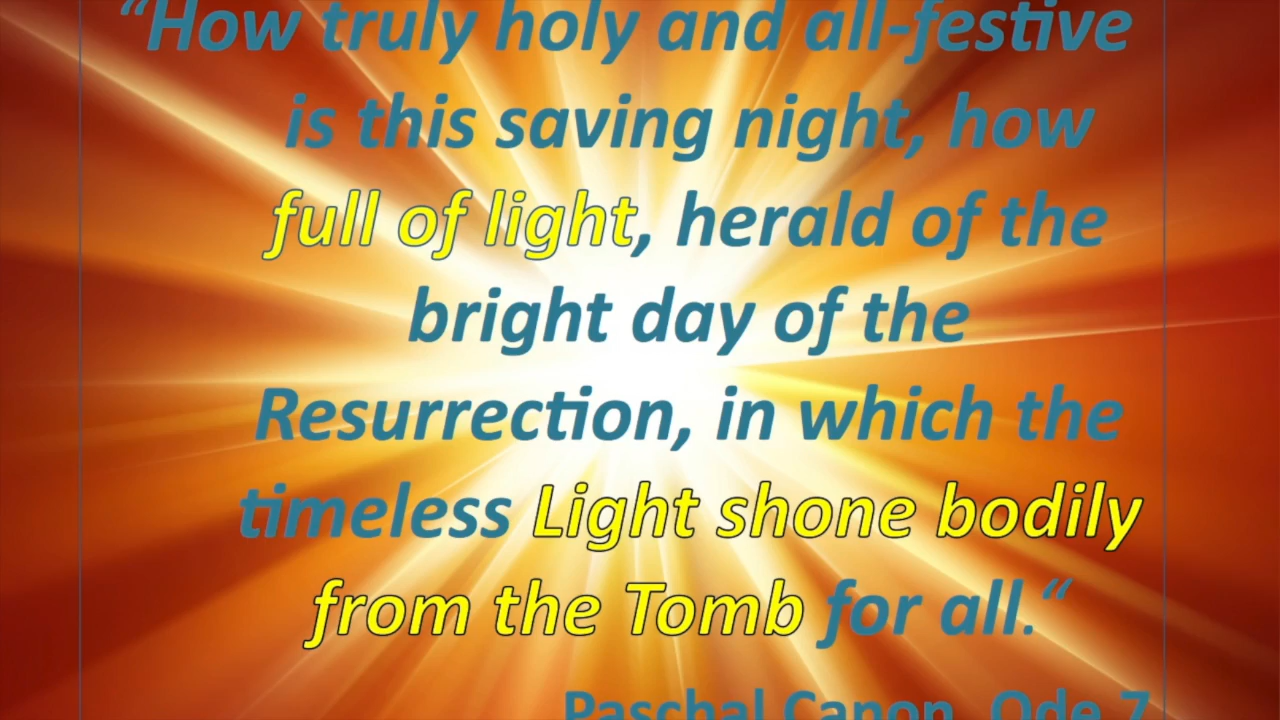 “How truly holy and all-festive
is this saving night, how
full of light, herald of the
bright day of the
Resurrection, in which the
timeless Light shone bodily
from the Tomb for all.“
Paschal Canon, Ode 7